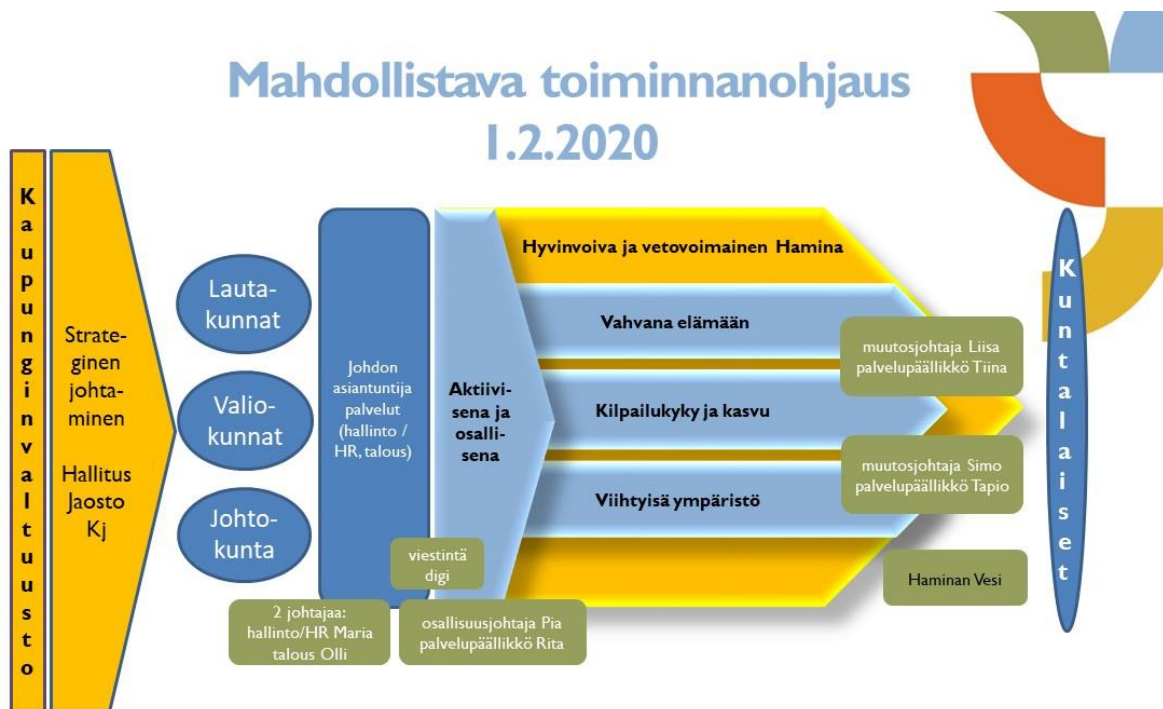 Mahdollistava toiminnanohjaus
1.2.2020
Kaupunginvaltuusto
Strate-
ginen
johta-
minen
Hallitus
Jaosto
Kj
Lauta-
kunnat
Valio-
kunnat
Johto-
kunta
Johdon
asiantuntija
palvelut
(hallinto /
HR, talous)
2 johtajaa:
hallinto/HR Maria
talous Olli
Aktiivi-
sena ja
osalli-
sena
viestintä
digi
osallisuusjohtaja Pia
palvelupäällikkö Rita
Hyvinvoiva ja vetovoimainen Hamina
Vahvana elämään
Kilpailukyky ja kasvu
Viihtyisä ympäristö
muutosjohtaja Liisa
palvelupäällikkö Tiina
muutosjohtaja Simo
palvelupäällikkö Tapio
Haminan Vesi
Kuntalaiset